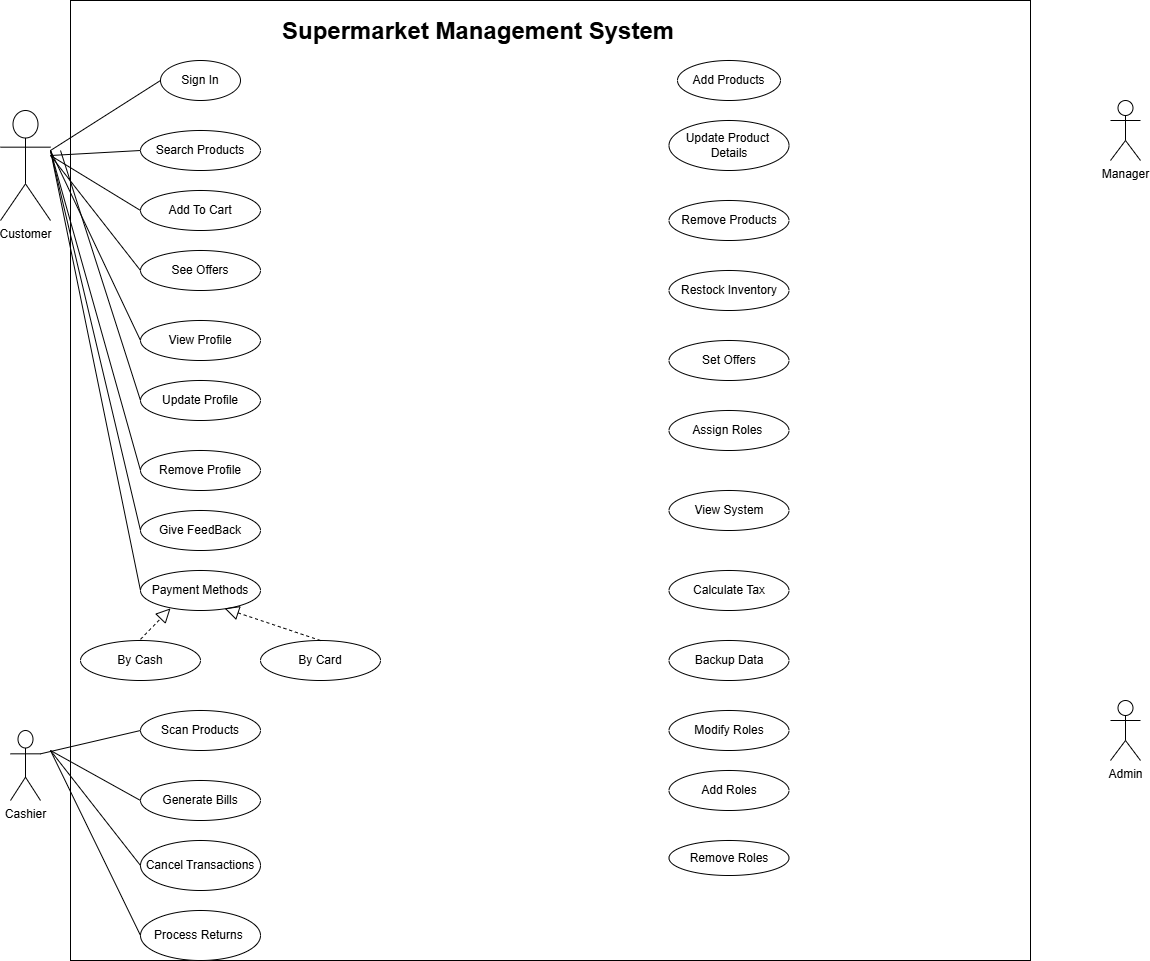 Supermarket Management System
Sign In
Search Products
Add To Cart
See Offers
View Profile
Update Profile
Remove Profile
Give FeedBack
Payment Methods
By Cash
By Card
Scan Products
Generate Bills
Cancel Transactions
Process Returns
Customer
Cashier
Add Products
Update Product
Details
Remove Products
Restock Inventory
Set Offers
Assign Roles
View System
Calculate Tax
Backup Data
Modify Roles
Add Roles
Remove Roles
Manager
Admin